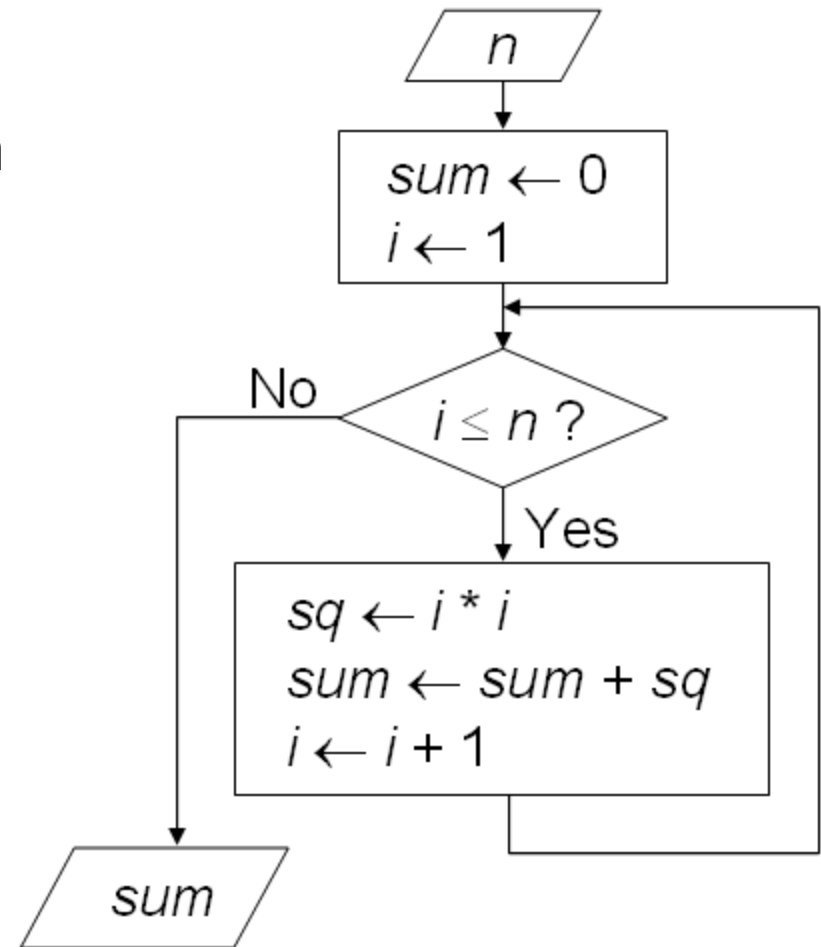 n
sum ← 0
i ← 1
i ≤ n ?
No
Yes
sq ← i * i
sum ← sum + sq
i ← i + 1
sum